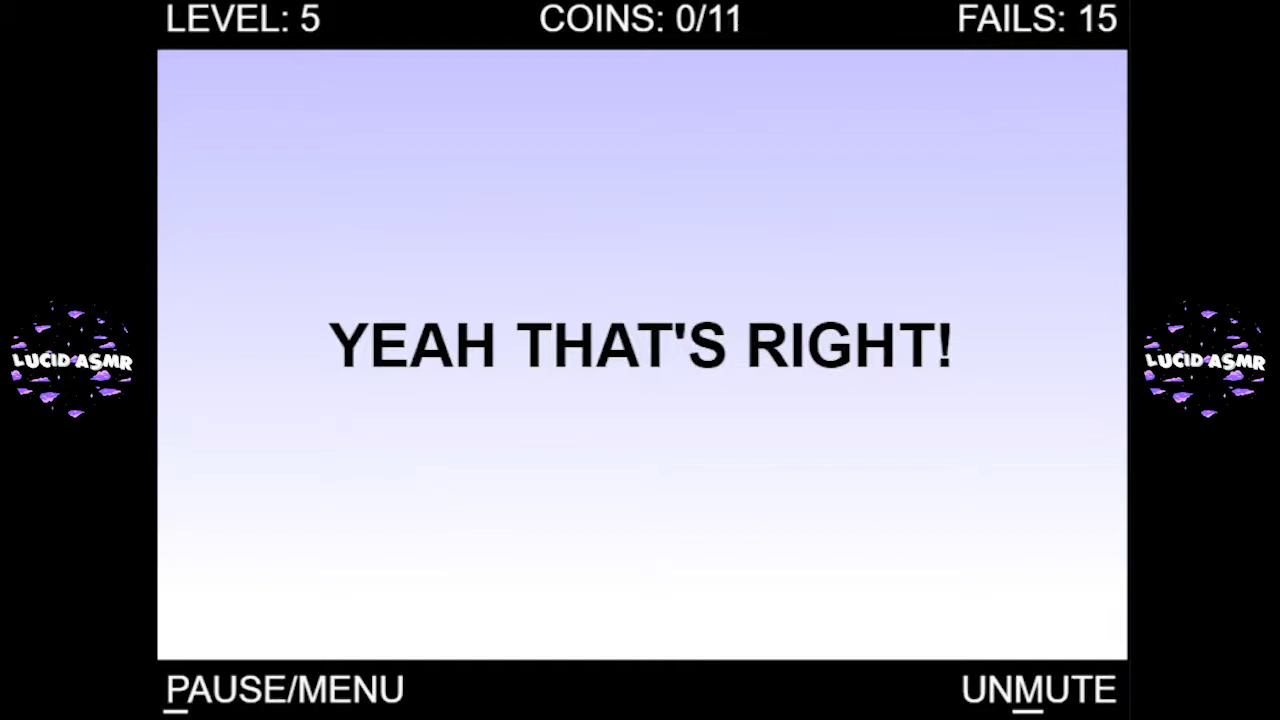 LEVEL: 5 COINS: 0/11 FAILS: 15
YEAH THAT'S RIGHT!
LUCID ASMR
LUCID ASMR
PAUSE/MENU UNMUTE